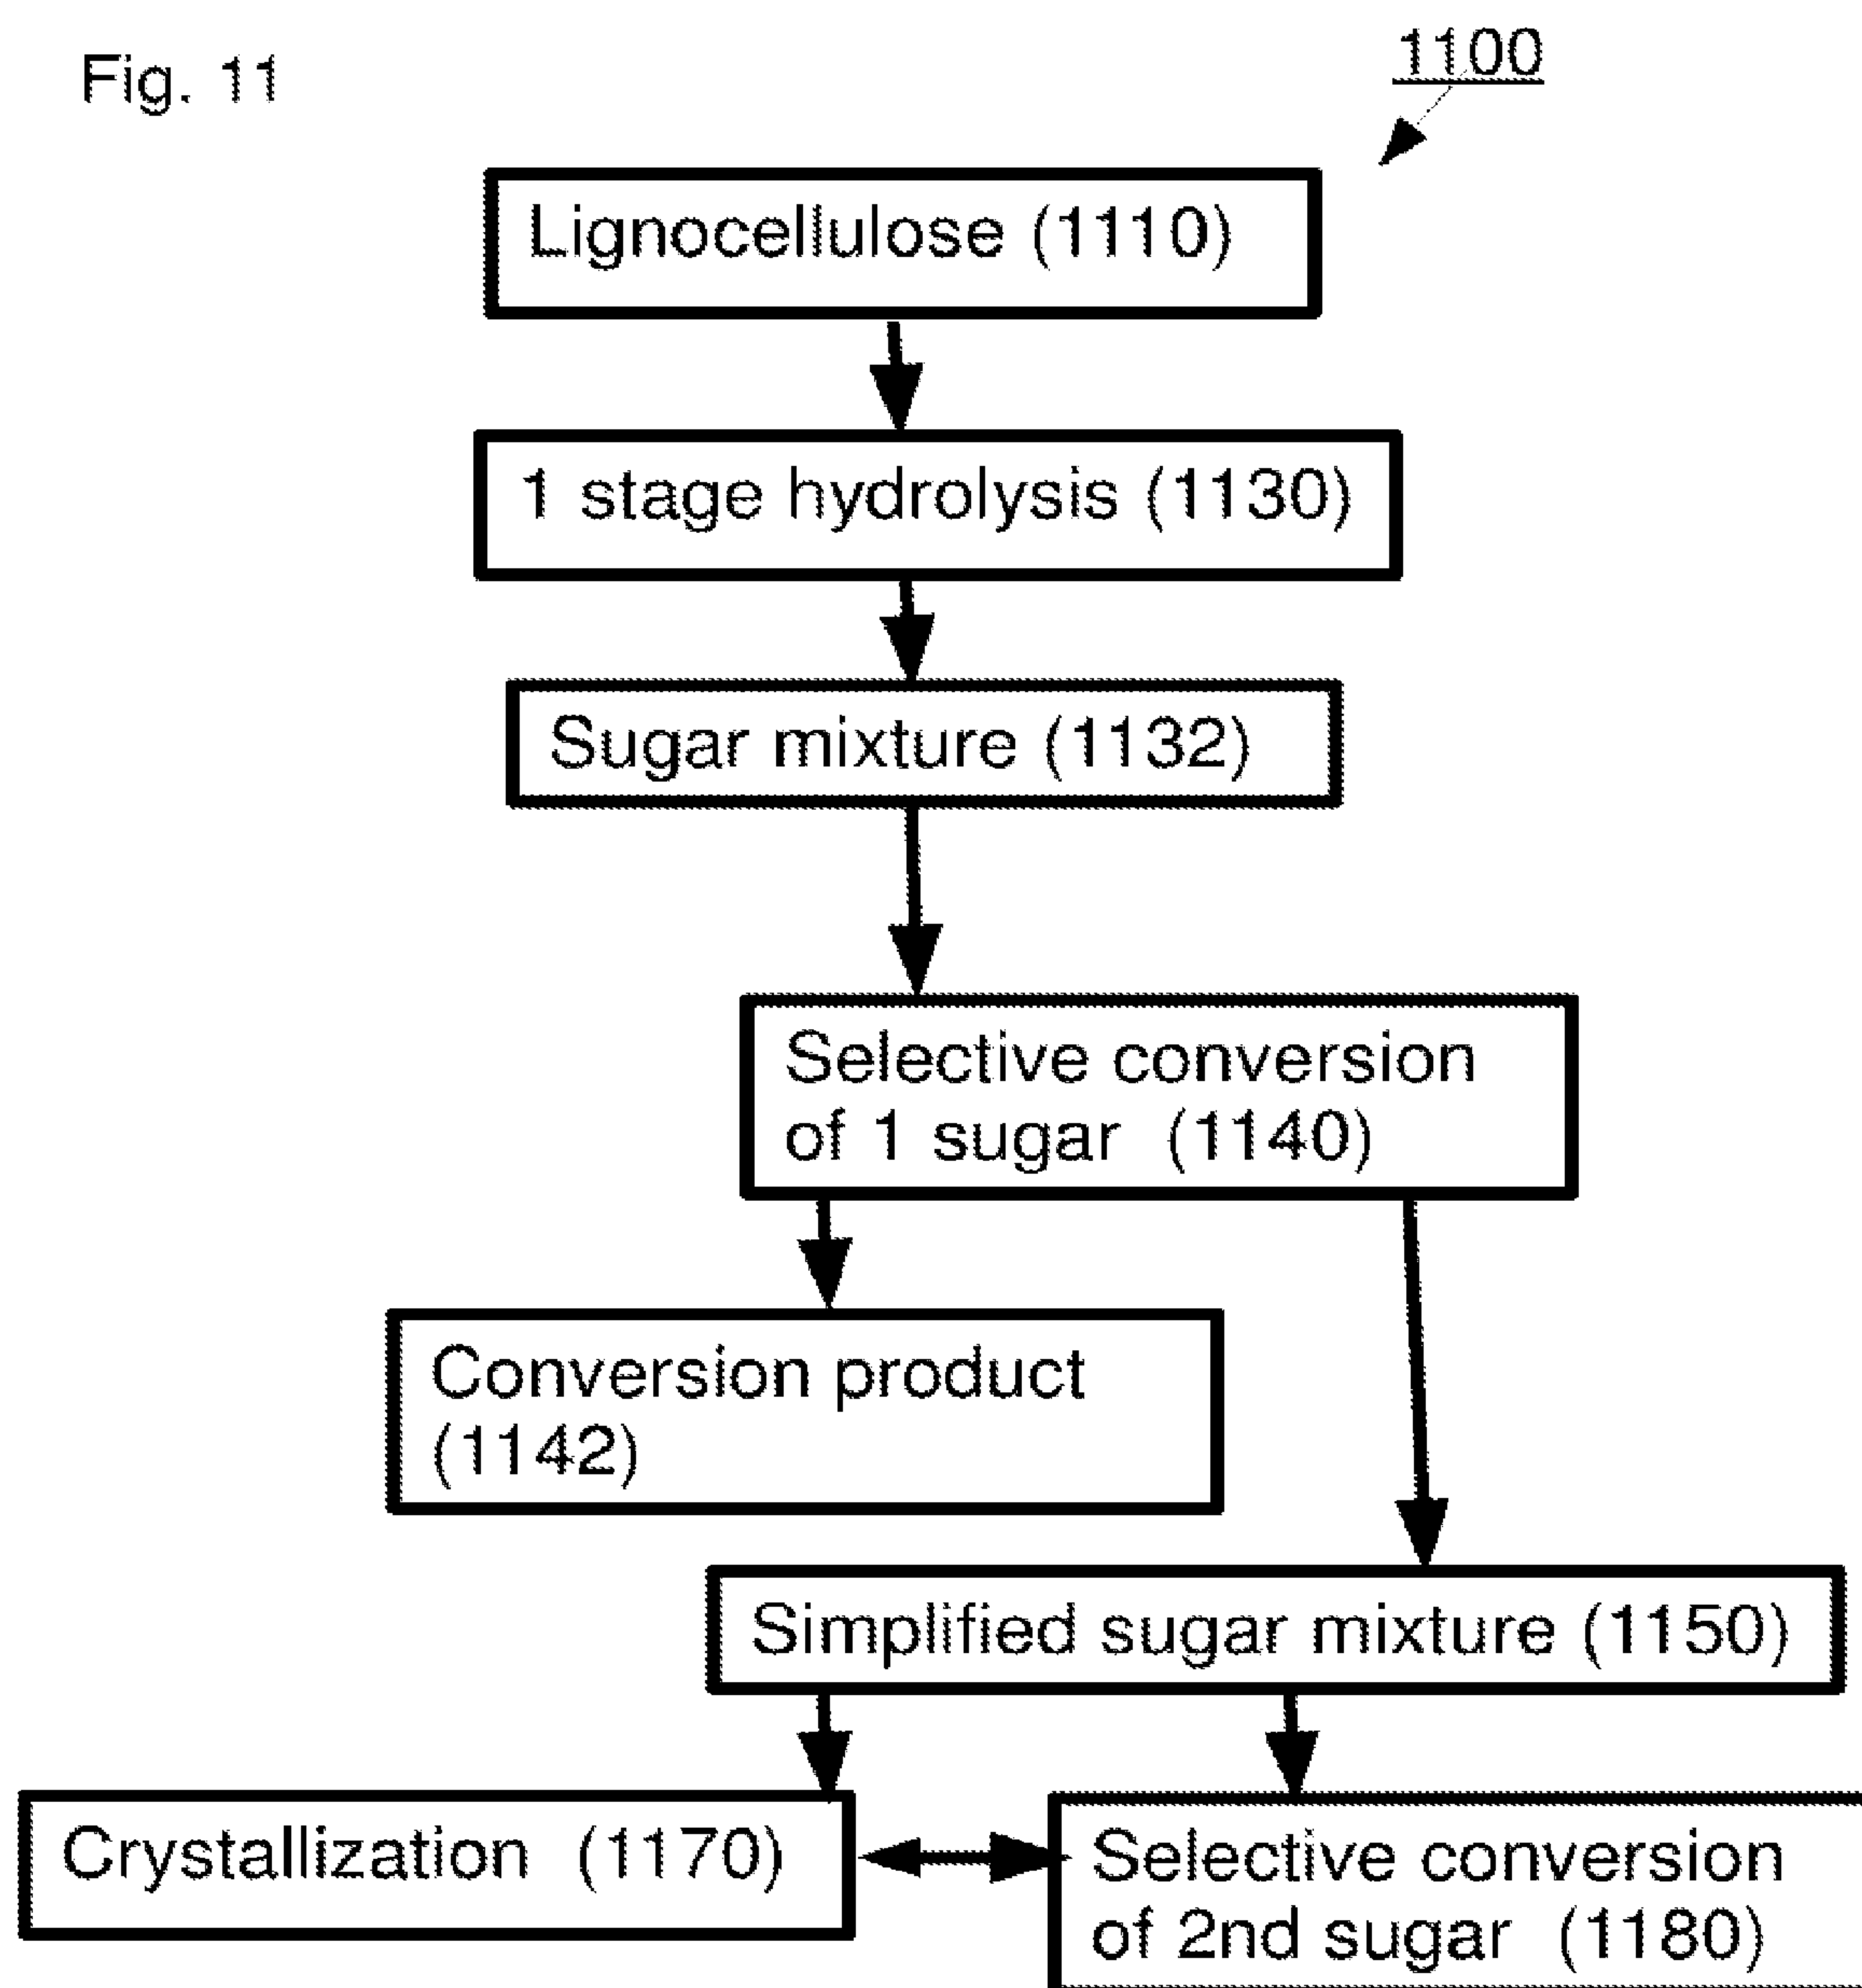 Fig. 11
1100
Lignocellulose (1110)
1 stage hydrolysis (1130)
Sugar mixture (1132)
Selective conversion
of 1 sugar (1140)
Conversion product
(1142)
Simplified sugar mixture (1150)
Crystallization (1170)
Selective conversion
of 2nd sugar (1180)